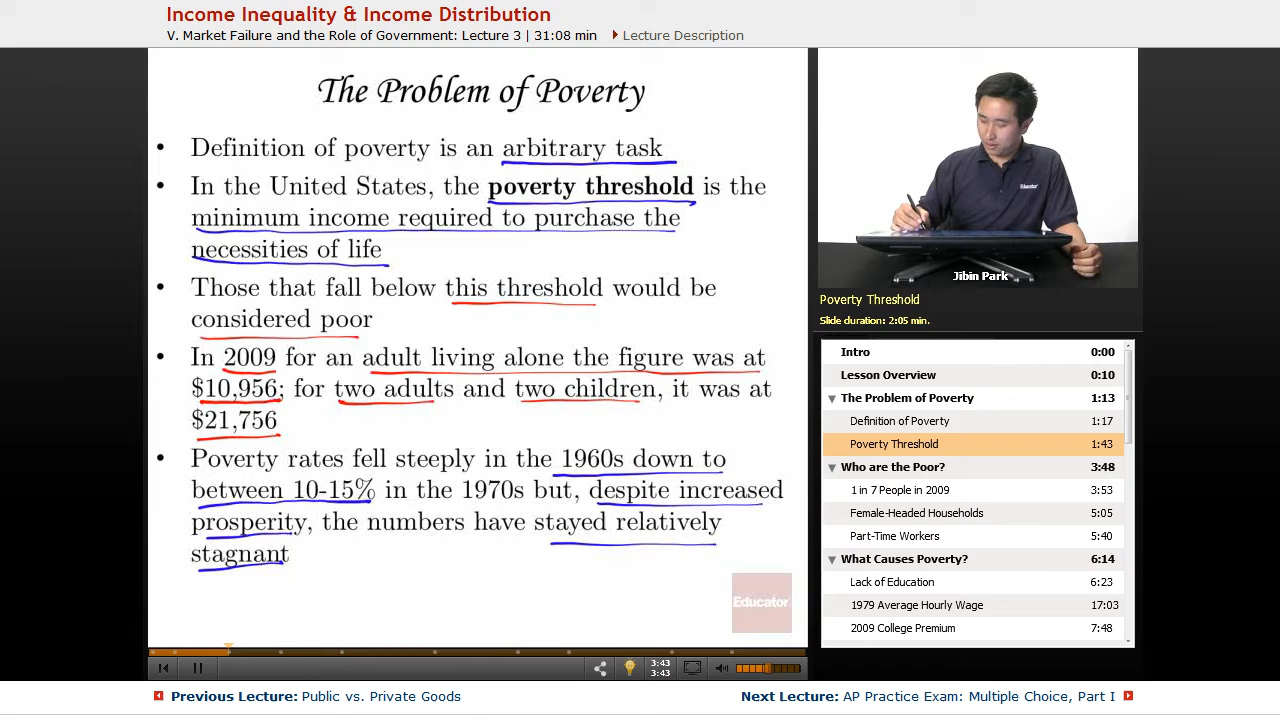 Income Inequality & Income Distribution
V. Market Failure and the Role of Government: Lecture 3 | 31:08 min
Lecture Description
The Problem of Poverty
• Definition of poverty is an arbitrary task
• In the United States, the poverty threshold is the
minimum income required to purchase the
necessities of life
• Those that fall below this threshold would be
considered poor
• In 2009 for an adult living alone the figure was at
$10,956; for two adults and two children, it was at
$21,756
• Poverty rates fell steeply in the 1960s down to
between 10-15% in the 1970s but, despite increased
prosperity, the numbers have stayed relatively
stagnant
Educator
3:43
3:43
Educator
Jibin Park
Poverty Threshold
Slide duration: 2:05 min.
Intro 0:00
Lesson Overview 0:10
The Problem of Poverty 1:13
Definition of Poverty 1:17
Poverty Threshold 1:43
Who are the Poor? 3:48
1 in 7 People in 2009 3:53
Female-Headed Households 5:05
Part-Time Workers 5:40
What Causes Poverty? 6:14
Lack of Education 6:23
1979 Average Hourly Wage 17:03
2009 College Premium 7:48
Previous Lecture: Public vs. Private Goods
Next Lecture: AP Practice Exam: Multiple Choice, Part I